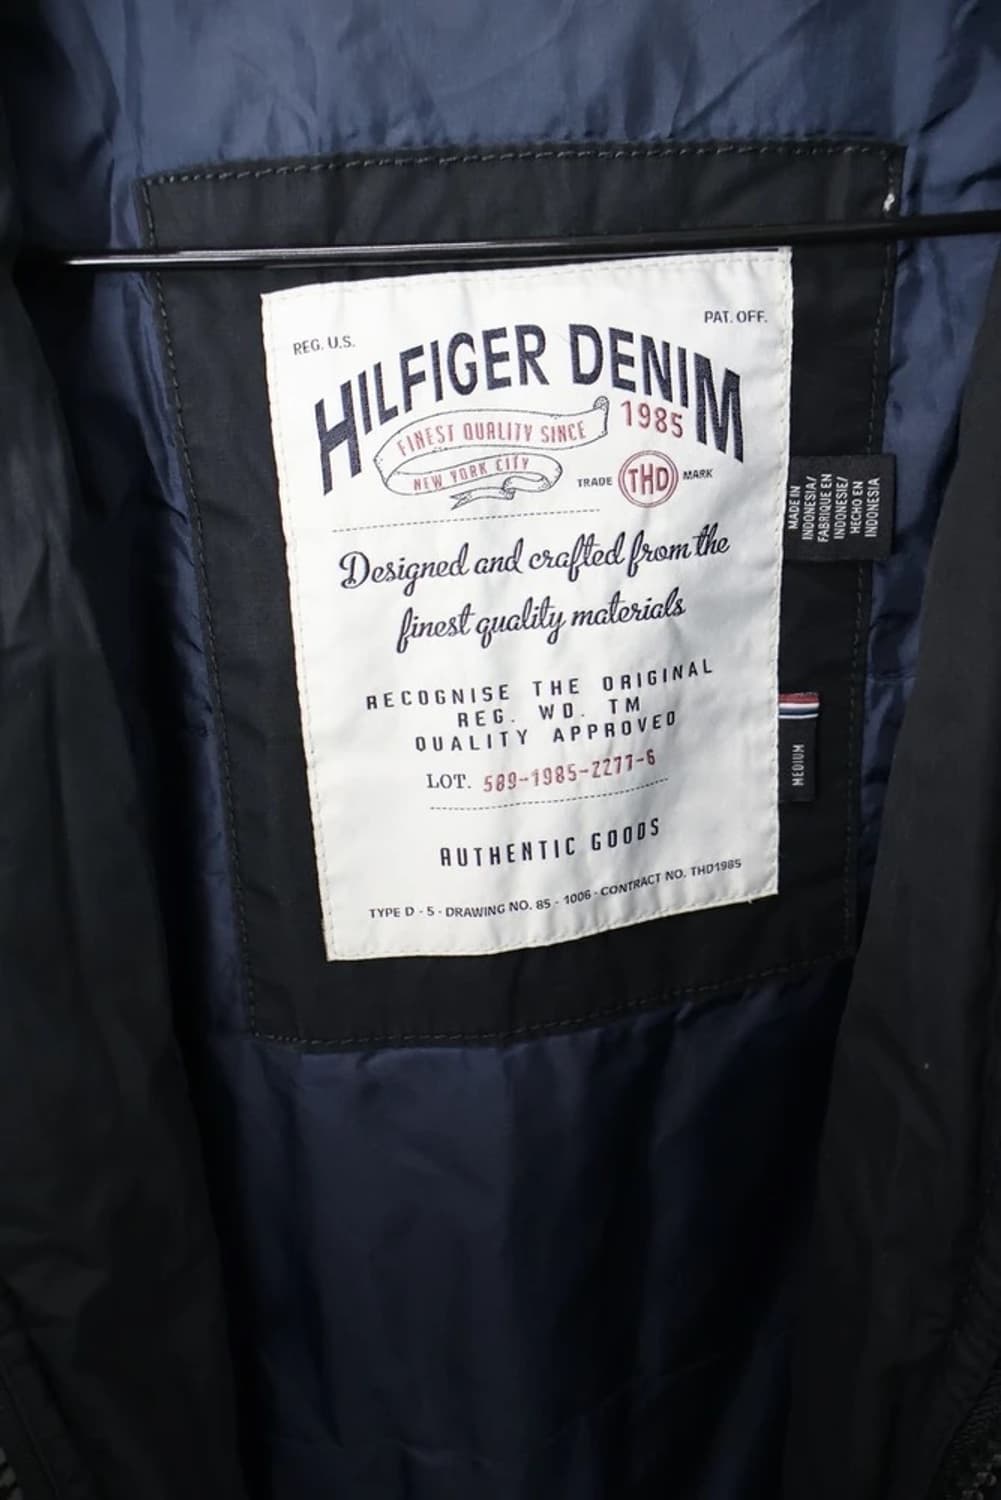 REG. U.S.
PAT. OFF.
HILFIGER DENIM
FINEST QUALITY SINCE
1985
NEW YORK CITY
TRADE THD MARK
Designed and crafted from the
finest quality materials
RECOGNISE THE ORIGINAL
REG. WD. TM
QUALITY APPROVED
LOT. 589-1985-2277-6
AUTHENTIC GOODS
TYPE D - 5 - DRAWING NO. 85 - 1006 - CONTRACT NO. THD1985
MADE IN
INDONESIA/
FABRIQUE EN
INDONESIE/
HECHO EN
INDONESIA
MEDIUM